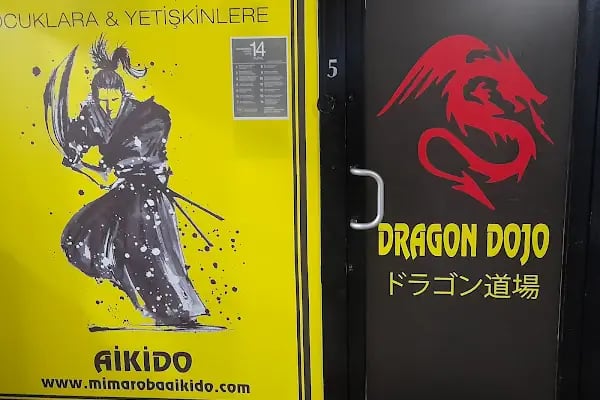 OCUKLARA & YETİŞKİNLERE
14
AİKİDO
www.mimarobaaikido.com
5
DRAGON DOJO
ドラゴン道場